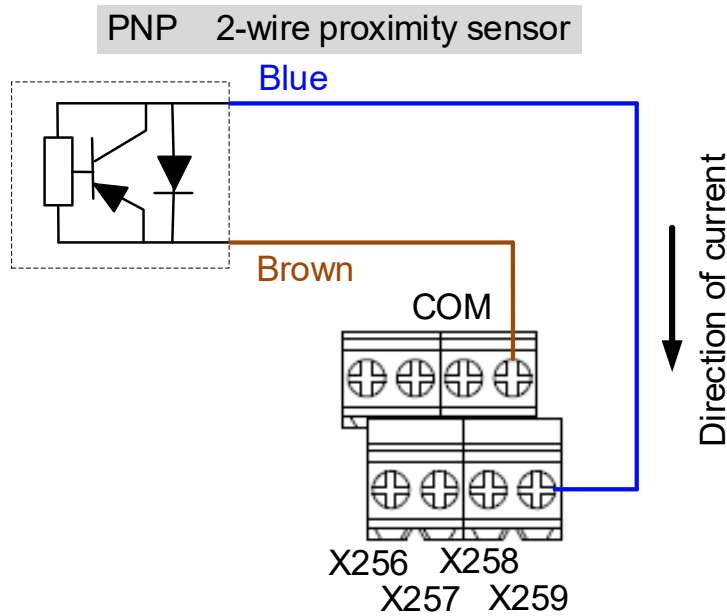 PNP 2-wire proximity sensor
Blue
Brown
COM
Direction of current
X256 X258
X257 X259